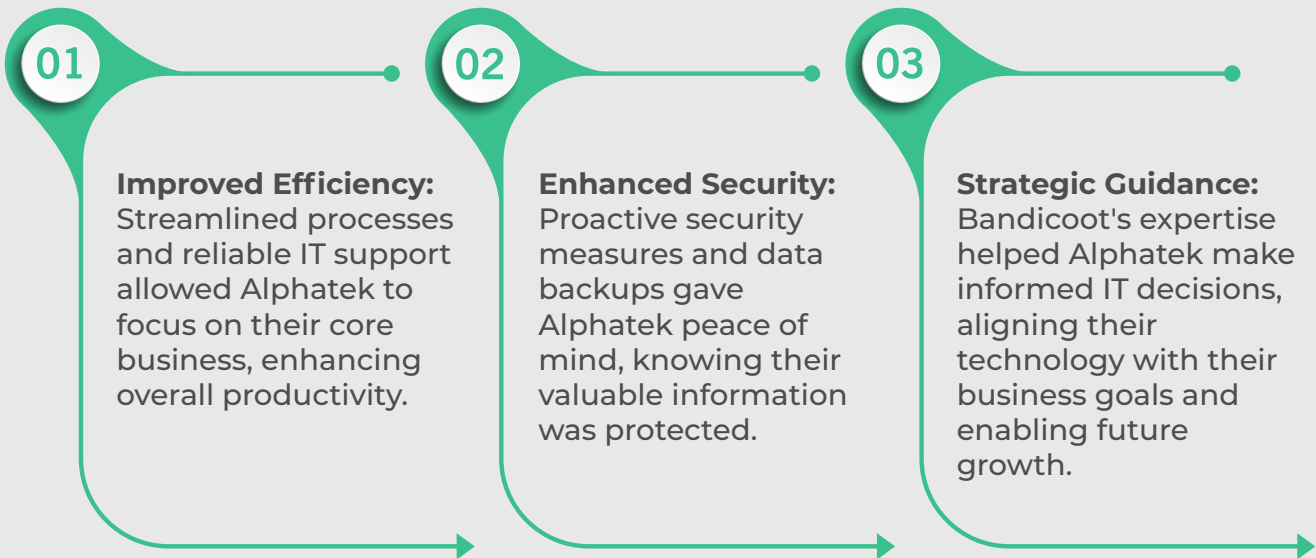 01
Improved Efficiency:
Streamlined processes
and reliable IT support
allowed Alphatek to
focus on their core
business, enhancing
overall productivity.
02
Enhanced Security:
Proactive security
measures and data
backups gave
Alphatek peace of
mind, knowing their
valuable information
was protected.
03
Strategic Guidance:
Bandicoot's expertise
helped Alphatek make
informed IT decisions,
aligning their
technology with their
business goals and
enabling future
growth.